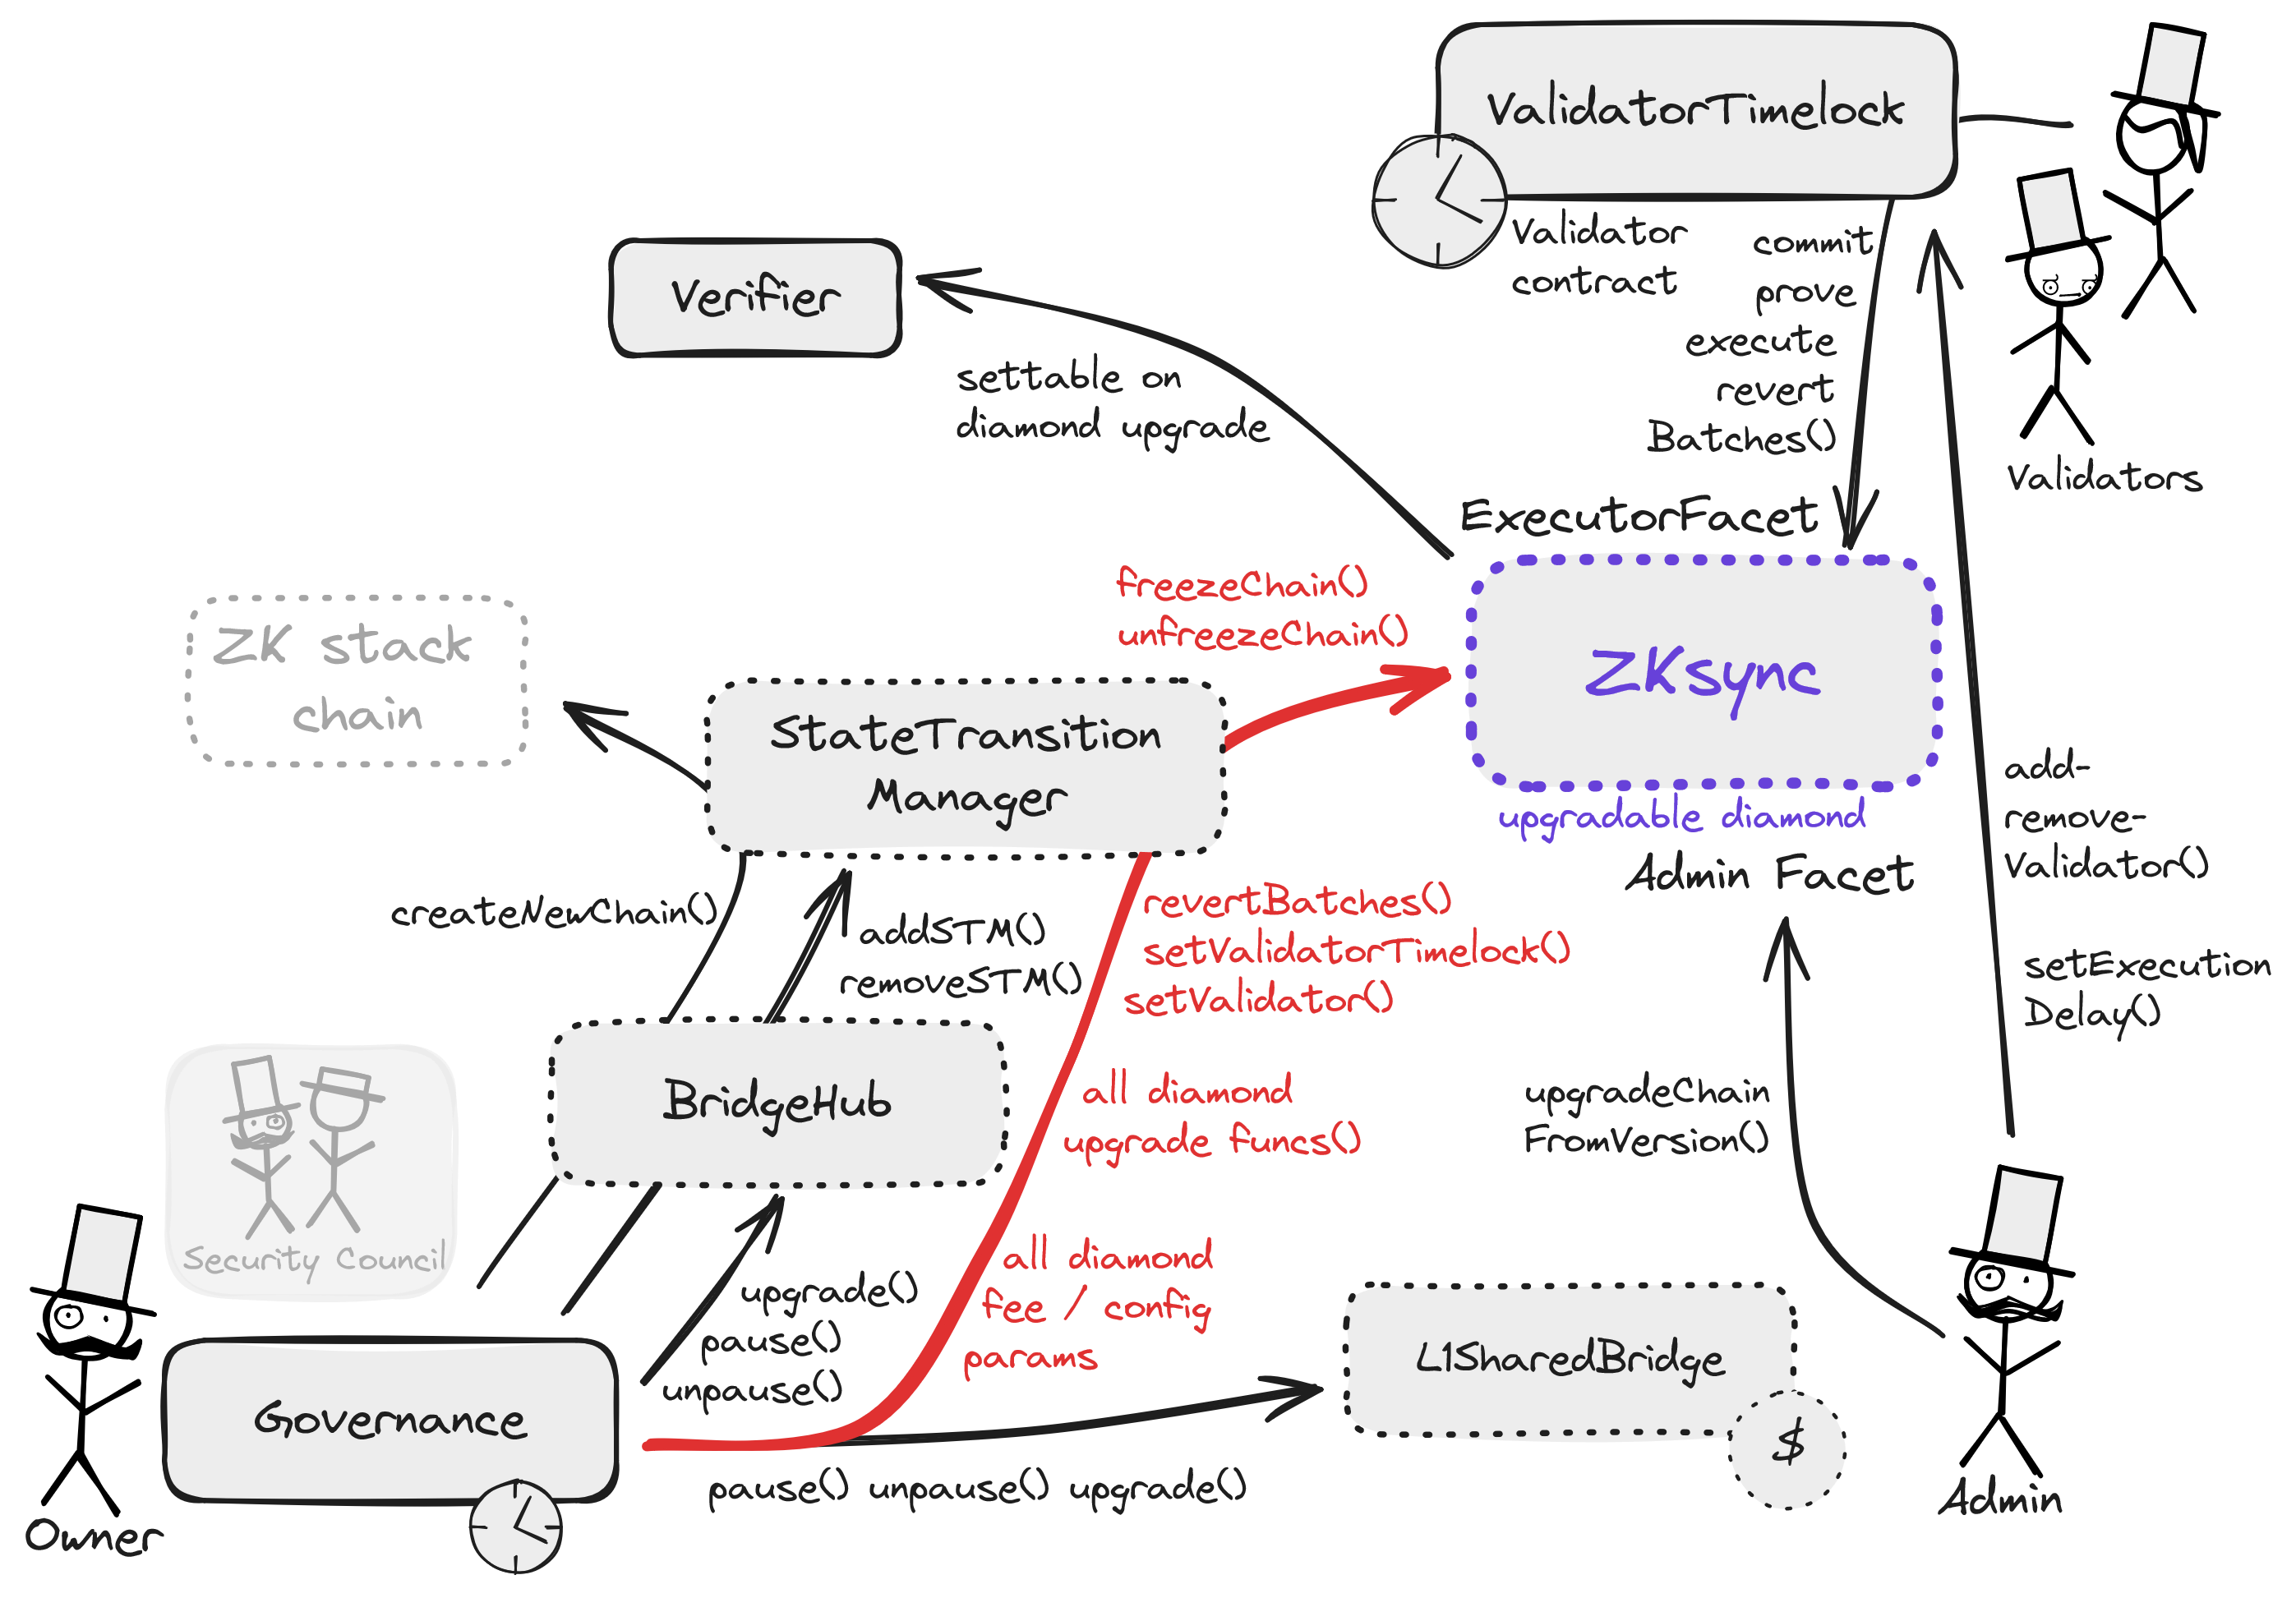 ValidatorTimelock
Validator
contract
commit
prove
execute
revert
Batches()
Validators
Verifier
settable on
diamond upgrade
ExecutorFacet
ZKsync
upgradable diamond
Admin Facet
freezeChain()
unfreezeChain()
ZK stack
chain
StateTransition
Manager
createNewChain()
addSTM()
removeSTM()
revertBatches()
setValidatorTimelock()
setValidator()
all diamond
upgrade funcs()
all diamond
fee / config
params
add-
remove-
Validator()
setExecution
Delay()
upgradeChain
FromVersion()
BridgeHub
Security Council
upgrade()
pause()
unpause()
Governance
Owner
L1SharedBridge
$
pause() unpause() upgrade()
Admin